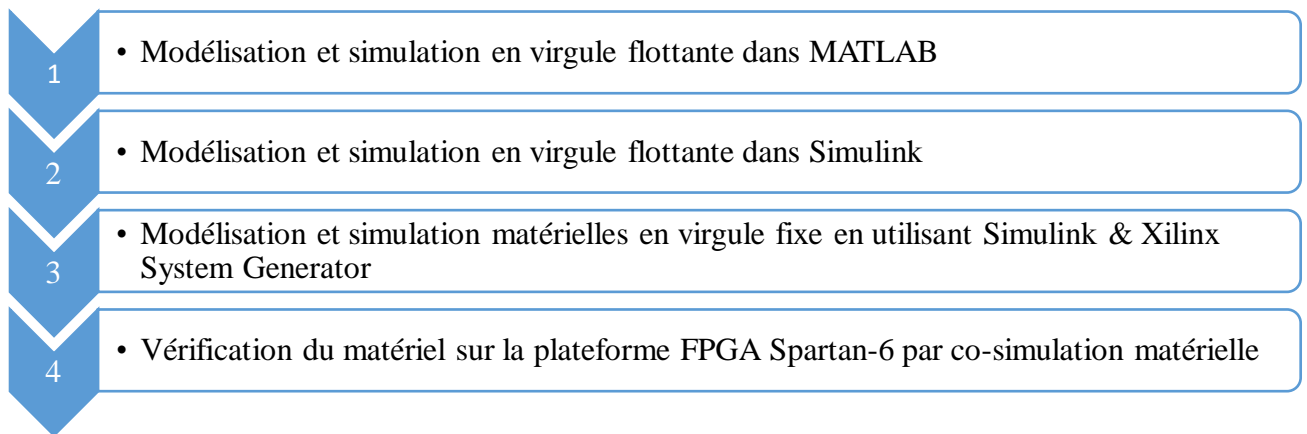 1
• Modélisation et simulation en virgule flottante dans MATLAB
2
• Modélisation et simulation en virgule flottante dans Simulink
3
• Modélisation et simulation matérielles en virgule fixe en utilisant Simulink & Xilinx
System Generator
4
• Vérification du matériel sur la plateforme FPGA Spartan-6 par co-simulation matérielle